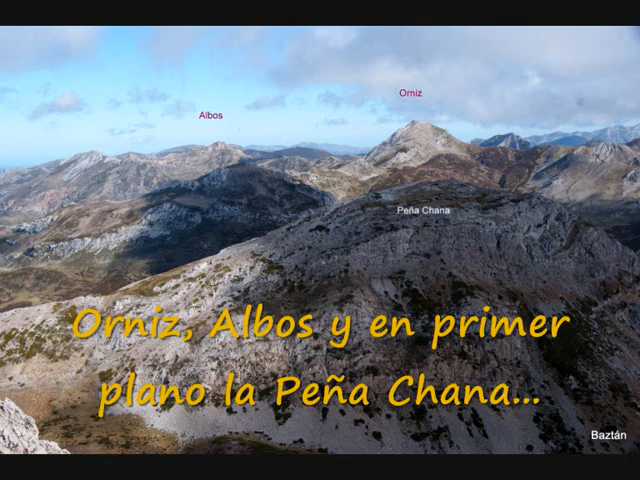 Orniz
Albos
Peña Chana
Orniz, Albos y en primer
plano la Peña Chana...
Baztán